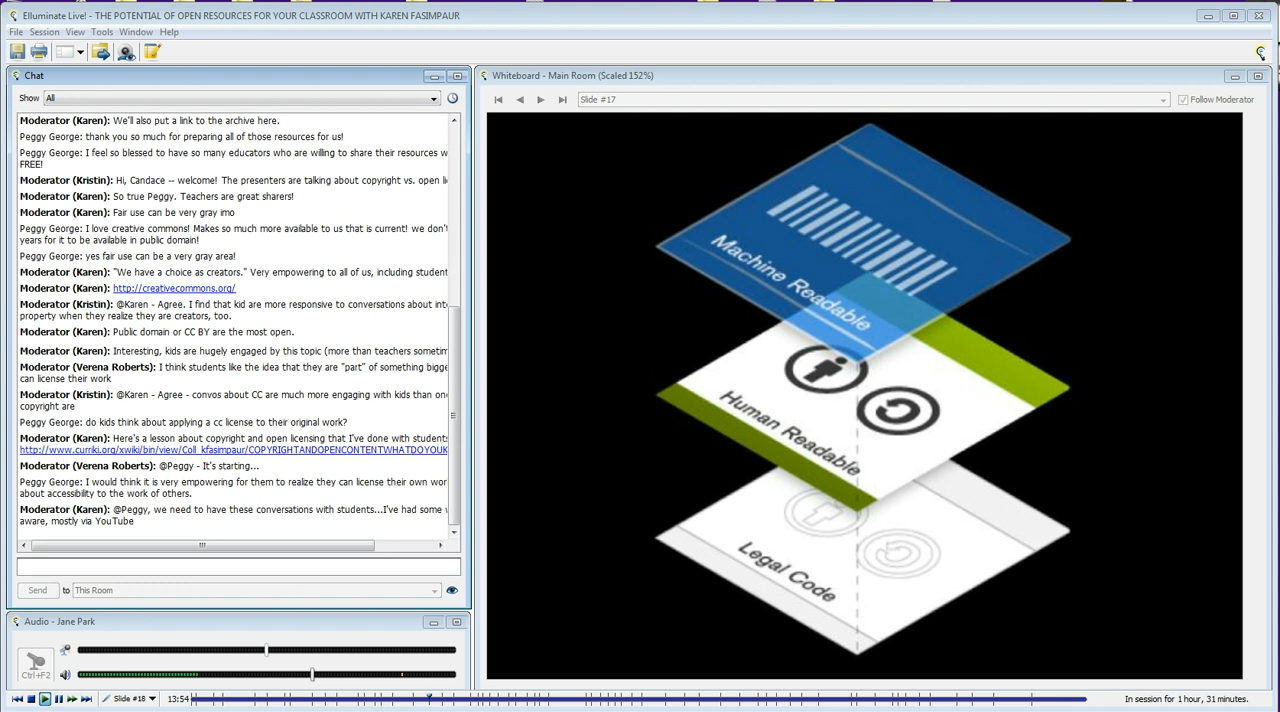 Elluminate Live! - THE POTENTIAL OF OPEN RESOURCES FOR YOUR CLASSROOM WITH KAREN FASIMPAUR
File Session View Tools Window Help
Chat
Show All
Moderator (Karen): We'll also put a link to the archive here.
Peggy George: thank you so much for preparing all of those resources for us!
Peggy George: I feel so blessed to have so many educators who are willing to share their resources w
FREE!
Moderator (Kristin): Hi, Candace -- welcome! The presenters are talking about copyright vs. open li
Moderator (Karen): So true Peggy. Teachers are great sharers!
Moderator (Karen): Fair use can be very gray imo
Peggy George: I love creative commons! Makes so much more available to us that is current! we don'
years for it to be available in public domain!
Peggy George: yes fair use can be a very gray area!
Moderator (Karen): "We have a choice as creators." Very empowering to all of us, including student
Moderator (Karen): http://creativecommons.org/
Moderator (Kristin): @Karen - Agree. I find that kid are more responsive to conversations about int
property when they realize they are creators, too.
Moderator (Karen): Public domain or CC BY are the most open.
Moderator (Karen): Interesting, kids are hugely engaged by this topic (more than teachers sometim
Moderator (Verena Roberts): I think students like the idea that they are "part" of something bigge
can license their work
Moderator (Kristin): @Karen - Agree - convos about CC are much more engaging with kids than on
copyright are
Peggy George: do kids think about applying a cc license to their original work?
Moderator (Karen): Here's a lesson about copyright and open licensing that I've done with student
http://www.curriki.org/xwiki/bin/view/Coll_kfasimpaur/COPYRIGHTANDOPENCONTENTWHATDOYOUK
Moderator (Verena Roberts): @Peggy - It's starting...
Peggy George: I would think it is very empowering for them to realize they can license their own wor
about accessibility to the work of others.
Moderator (Karen): @Peggy, we need to have these conversations with students...I've had some
aware, mostly via YouTube
Send to This Room
Audio - Jane Park
Ctrl+F2
Slide #18 13:54
Whiteboard - Main Room (Scaled 152%)
Slide #17
Follow Moderator
Machine Readable
Human Readable
Legal Code
In session for 1 hour, 31 minutes.